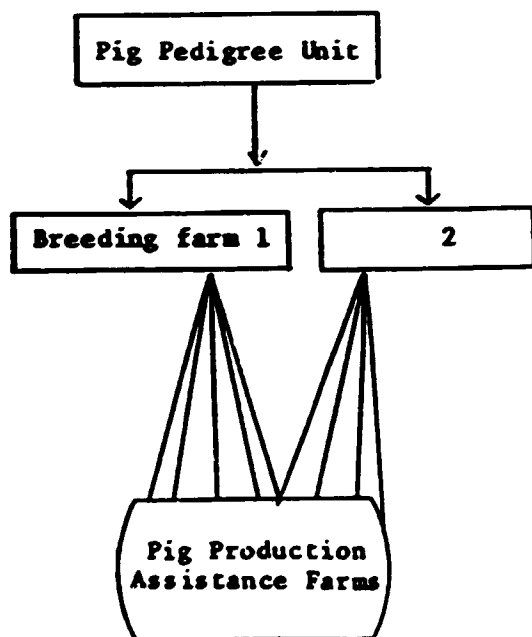 Pig Pedigree Unit
Breeding farm 1
2
Pig Production
Assistance Farms